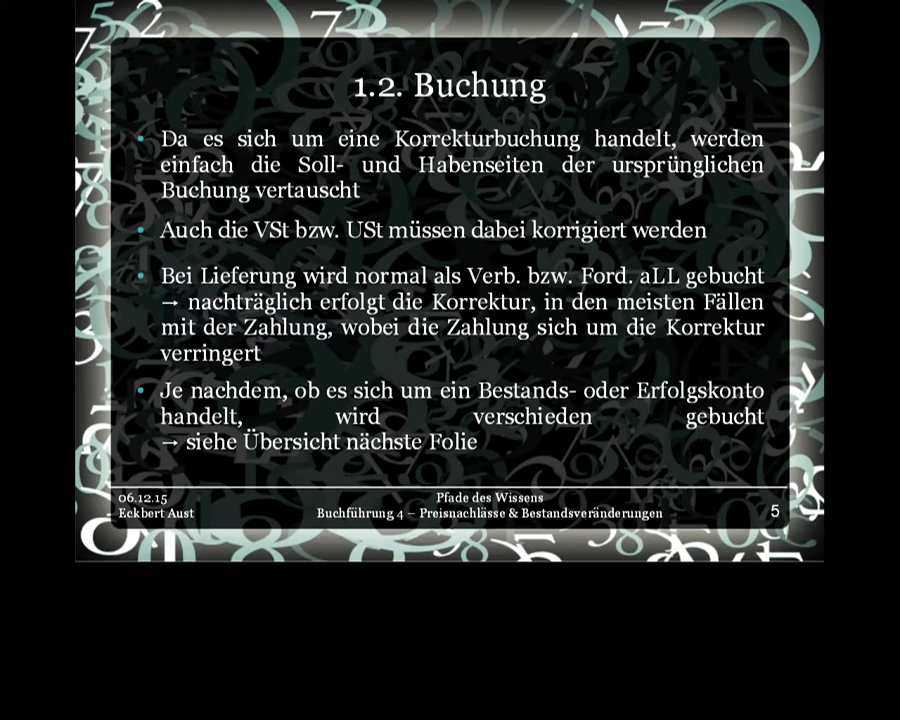 1.2. Buchung
Da es sich um eine Korrekturbuchung handelt, werden
einfach die Soll- und Habenseiten der ursprünglichen
Buchung vertauscht
Auch die VSt bzw. USt müssen dabei korrigiert werden
Bei Lieferung wird normal als Verb. bzw. Ford. aLL gebucht
→ nachträglich erfolgt die Korrektur, in den meisten Fällen
mit der Zahlung, wobei die Zahlung sich um die Korrektur
verringert
Je nachdem, ob es sich um ein Bestands- oder Erfolgskonto
handelt, wird verschieden gebucht
→ siehe Übersicht nächste Folie
06.12.15
Eckbert Aust
Pfade des Wissens
Buchführung 4 – Preisnachlässe & Bestandsveränderungen
5